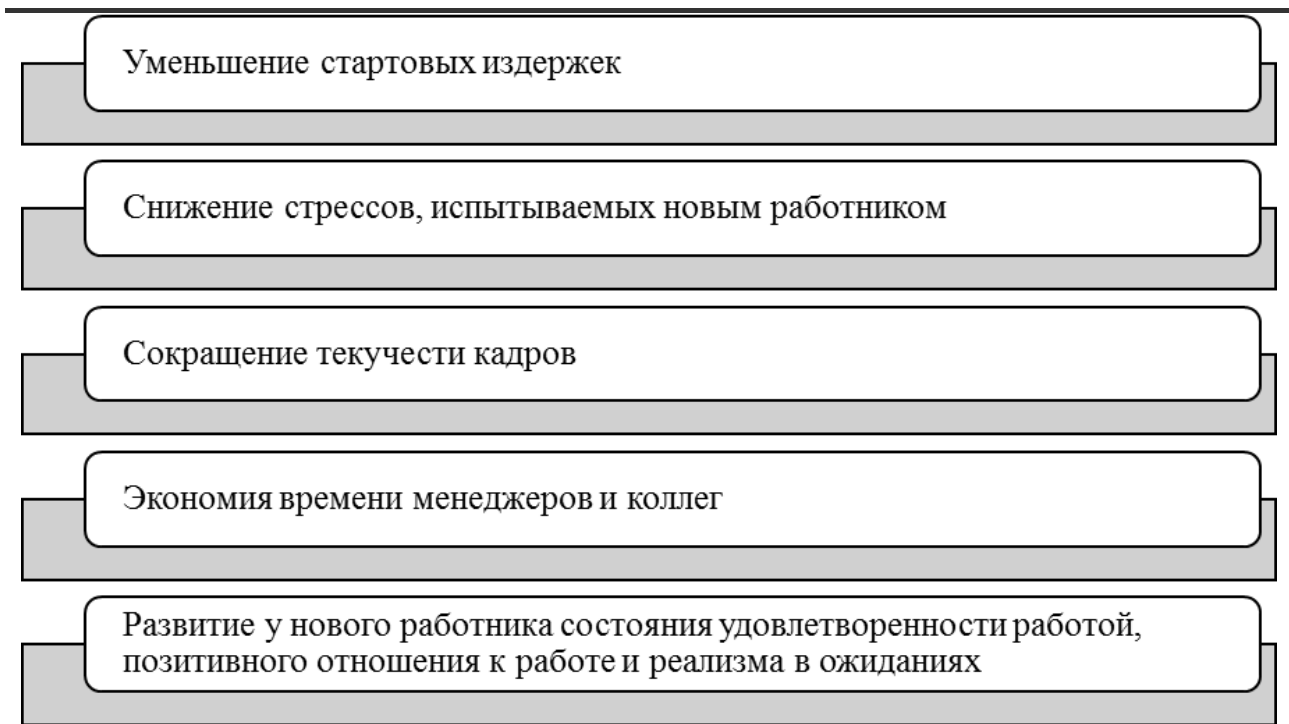 Уменьшение стартовых издержек
Снижение стрессов, испытываемых новым работником
Сокращение текучести кадров
Экономия времени менеджеров и коллег
Развитие у нового работника состояния удовлетворенности работой,
позитивного отношения к работе и реализма в ожиданиях